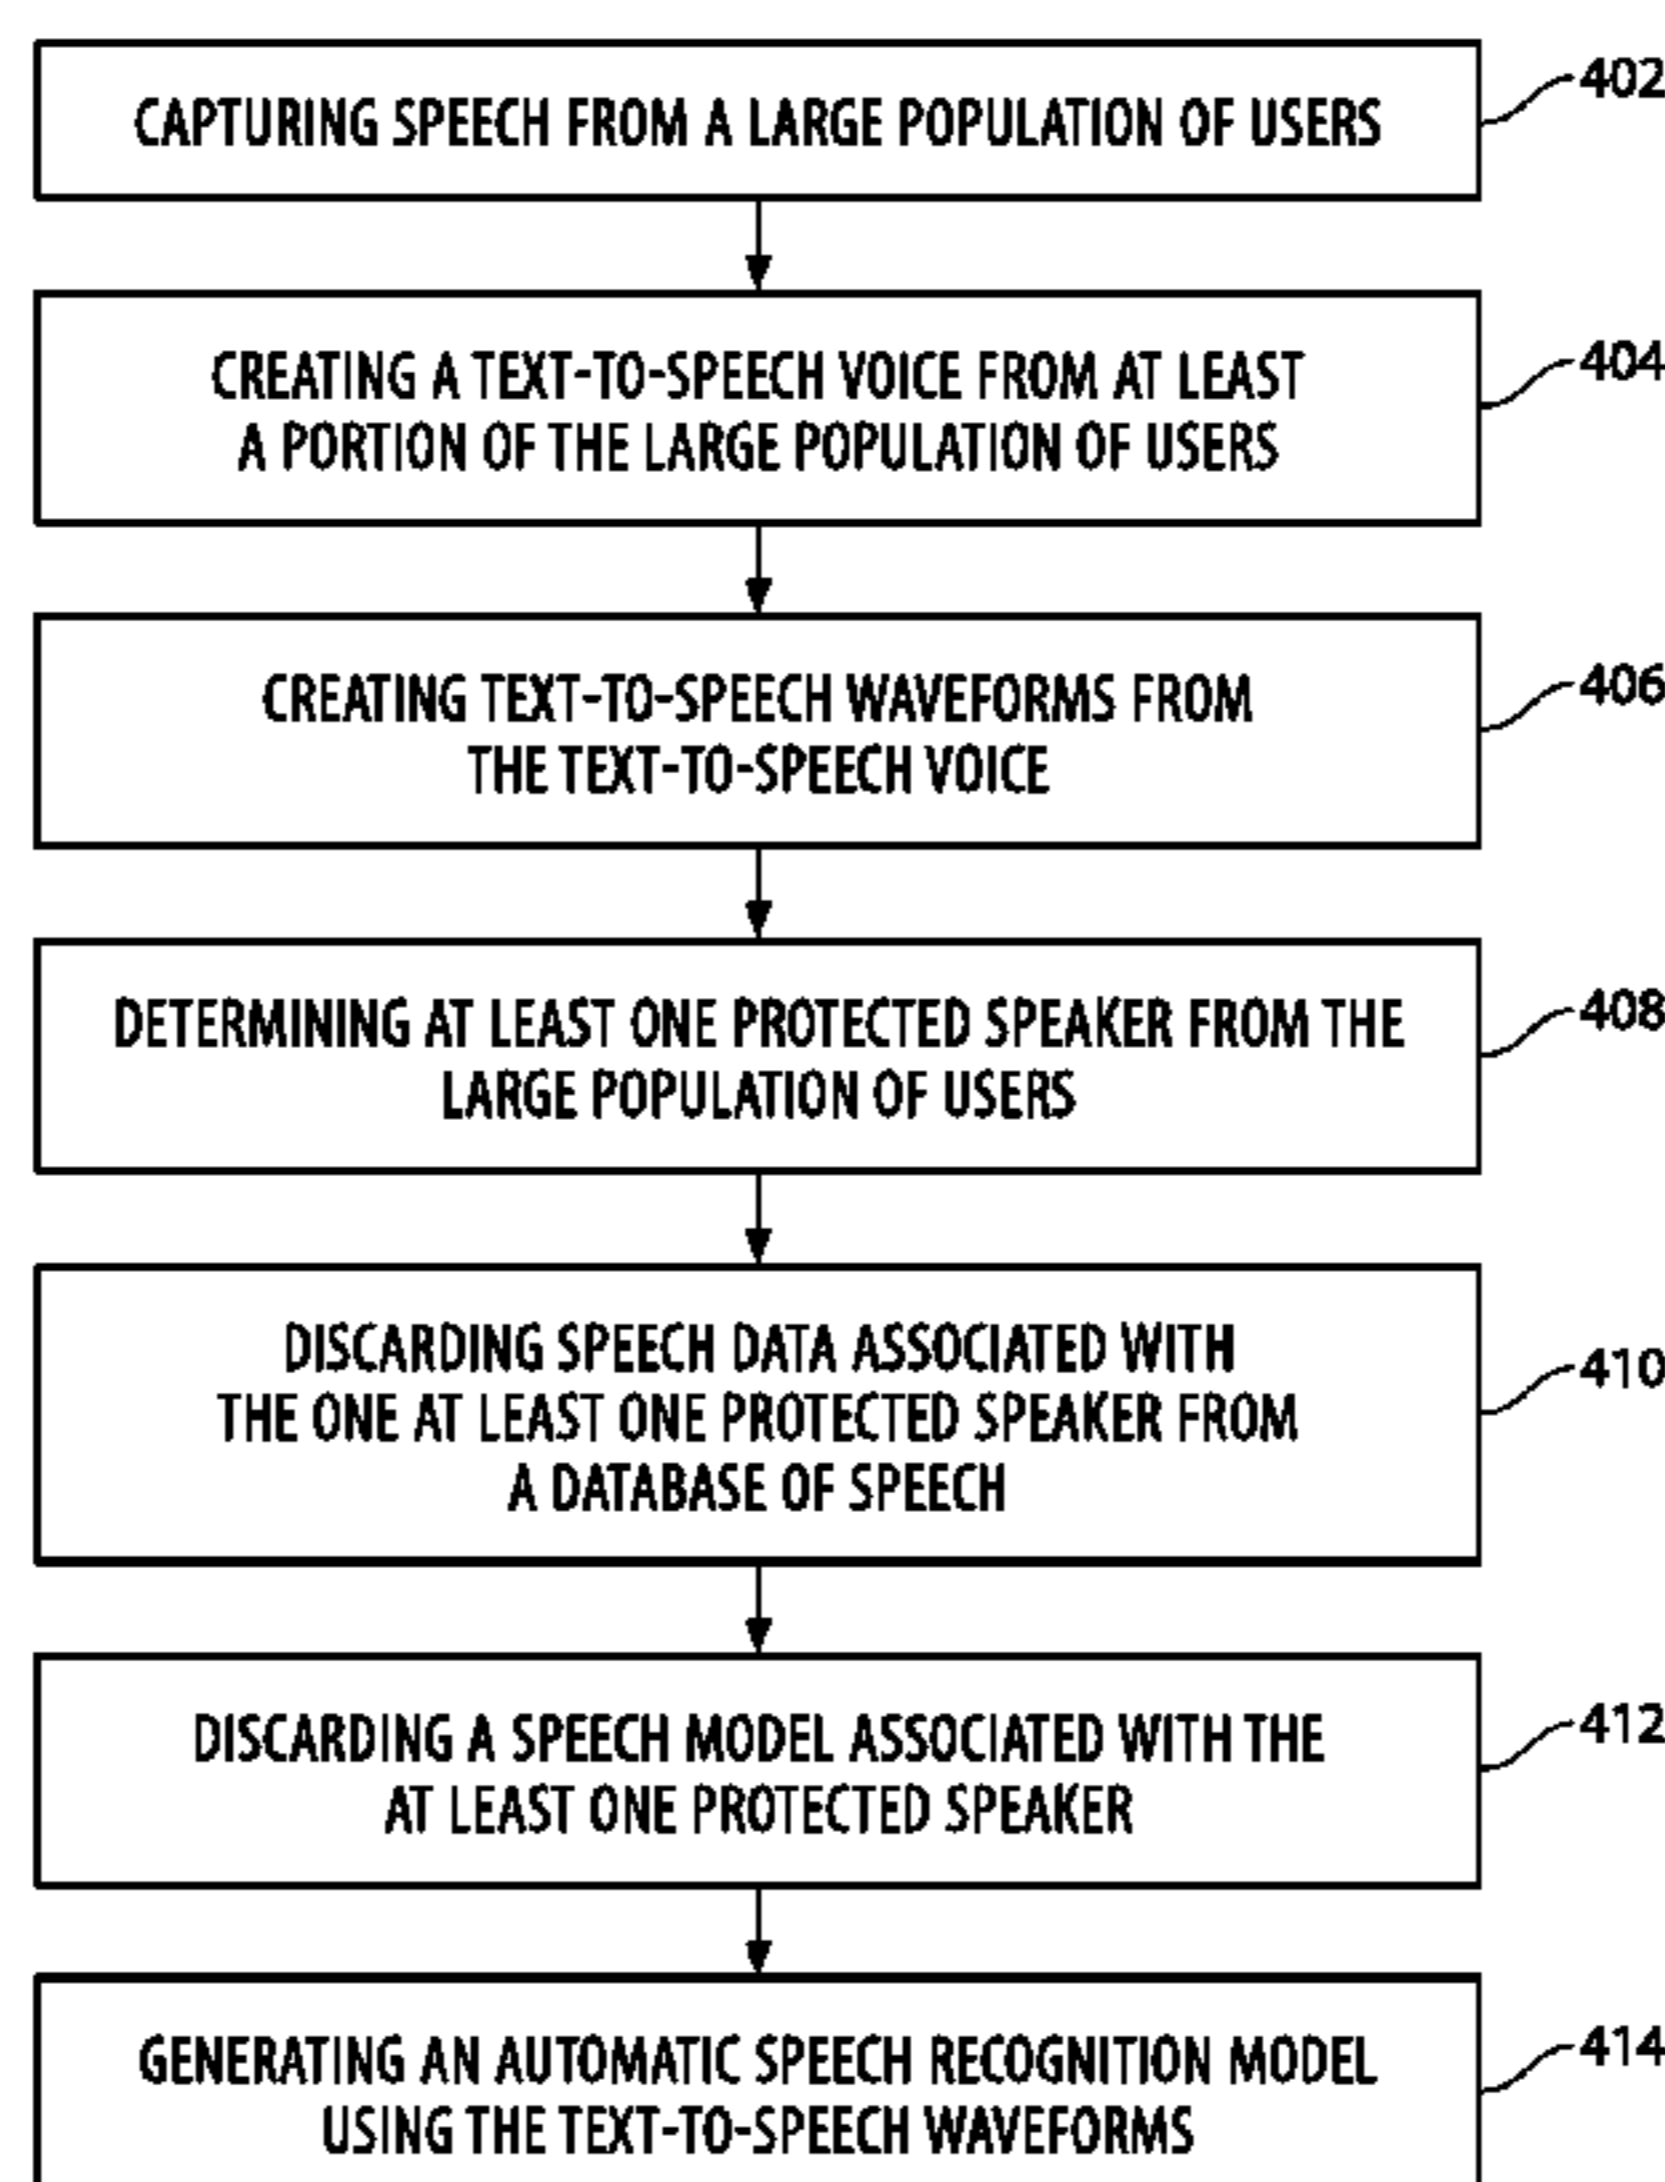 CAPTURING SPEECH FROM A LARGE POPULATION OF USERS
402
CREATING A TEXT-TO-SPEECH VOICE FROM AT LEAST
A PORTION OF THE LARGE POPULATION OF USERS
404
CREATING TEXT-TO-SPEECH WAVEFORMS FROM
THE TEXT-TO-SPEECH VOICE
406
DETERMINING AT LEAST ONE PROTECTED SPEAKER FROM THE
LARGE POPULATION OF USERS
408
DISCARDING SPEECH DATA ASSOCIATED WITH
THE ONE AT LEAST ONE PROTECTED SPEAKER FROM
A DATABASE OF SPEECH
410
DISCARDING A SPEECH MODEL ASSOCIATED WITH THE
AT LEAST ONE PROTECTED SPEAKER
412
GENERATING AN AUTOMATIC SPEECH RECOGNITION MODEL
USING THE TEXT-TO-SPEECH WAVEFORMS
414